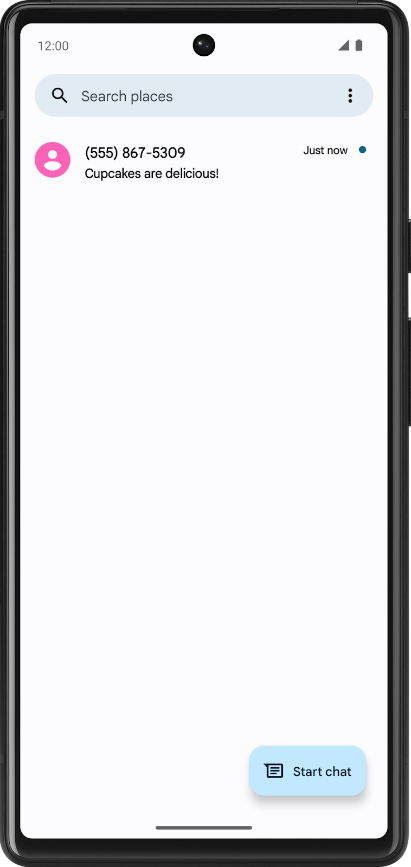 12:00
Search places
(555) 867-5309
Just now
Cupcakes are delicious!
Start chat